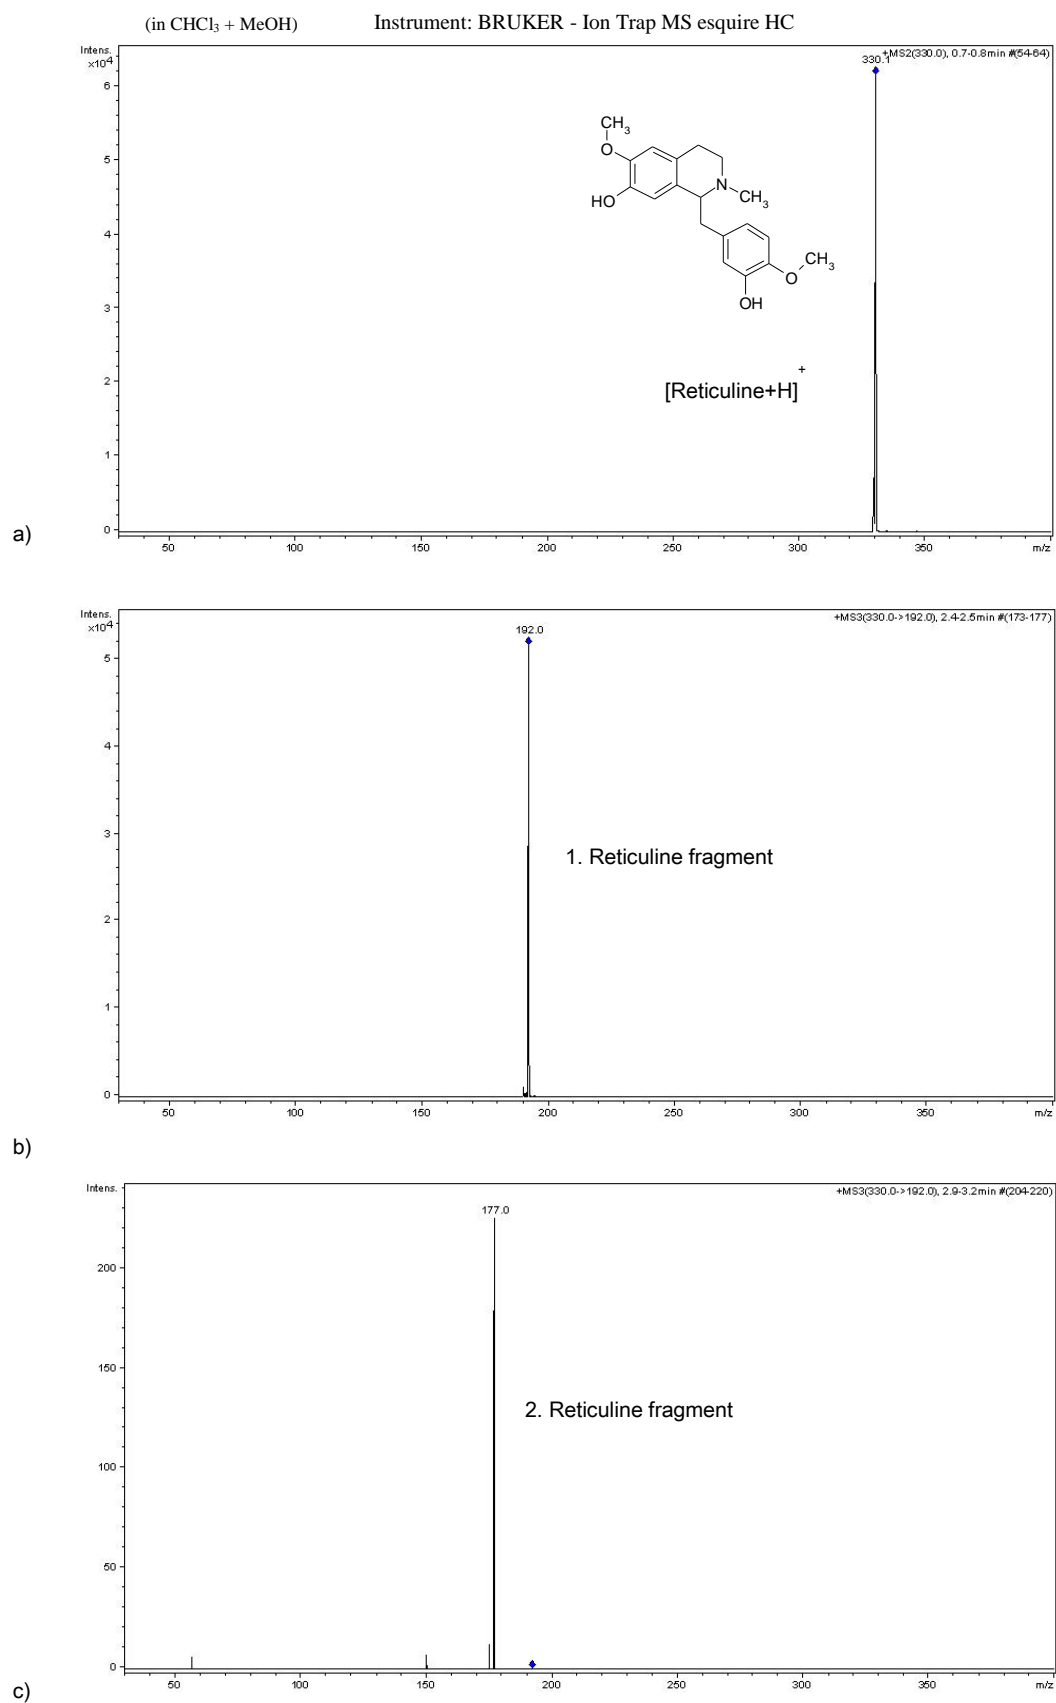 (in CHCl₃ + MeOH) Instrument: BRUKER - Ion Trap MS esquire HC
Intens.
x10⁴
+MS2(330.0), 0.7-0.8min #(54-64)
330.1
6
5
4
3
2
1
0
CH₃
O
HO
N
CH₃
O
CH₃
OH
[Reticuline+H]⁺
50 100 150 200 250 300 350 m/z
a)
Intens.
x10⁴
+MS3(330.0->192.0), 2.4-2.5min #(173-177)
192.0
5
4
3
2
1
0
1. Reticuline fragment
50 100 150 200 250 300 350 m/z
b)
Intens.
+MS3(330.0->192.0), 2.9-3.2min #(204-220)
177.0
200
150
100
50
0
2. Reticuline fragment
50 100 150 200 250 300 350 m/z
c)